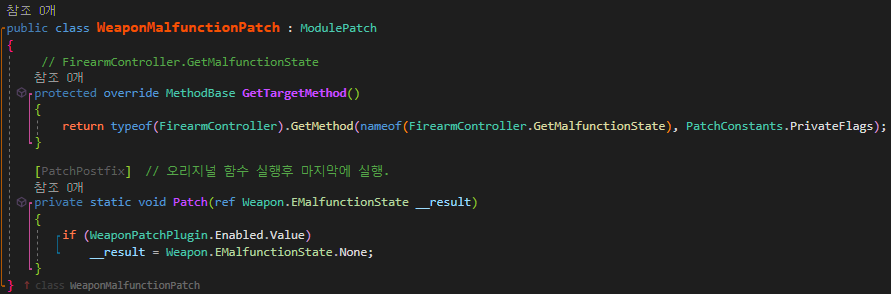 참조 0개
public class WeaponMalfunctionPatch : ModulePatch
{
// FirearmController.GetMalfunctionState
참조 0개
protected override MethodBase GetTargetMethod()
{
return typeof(FirearmController).GetMethod(nameof(FirearmController.GetMalfunctionState), PatchConstants.PrivateFlags);
}
[PatchPostfix] // 오리지널 함수 실행후 마지막에 실행.
참조 0개
private static void Patch(ref Weapon.EMalfunctionState __result)
{
if (WeaponPatchPlugin.Enabled.Value)
__result = Weapon.EMalfunctionState.None;
}
} ↑ class WeaponMalfunctionPatch